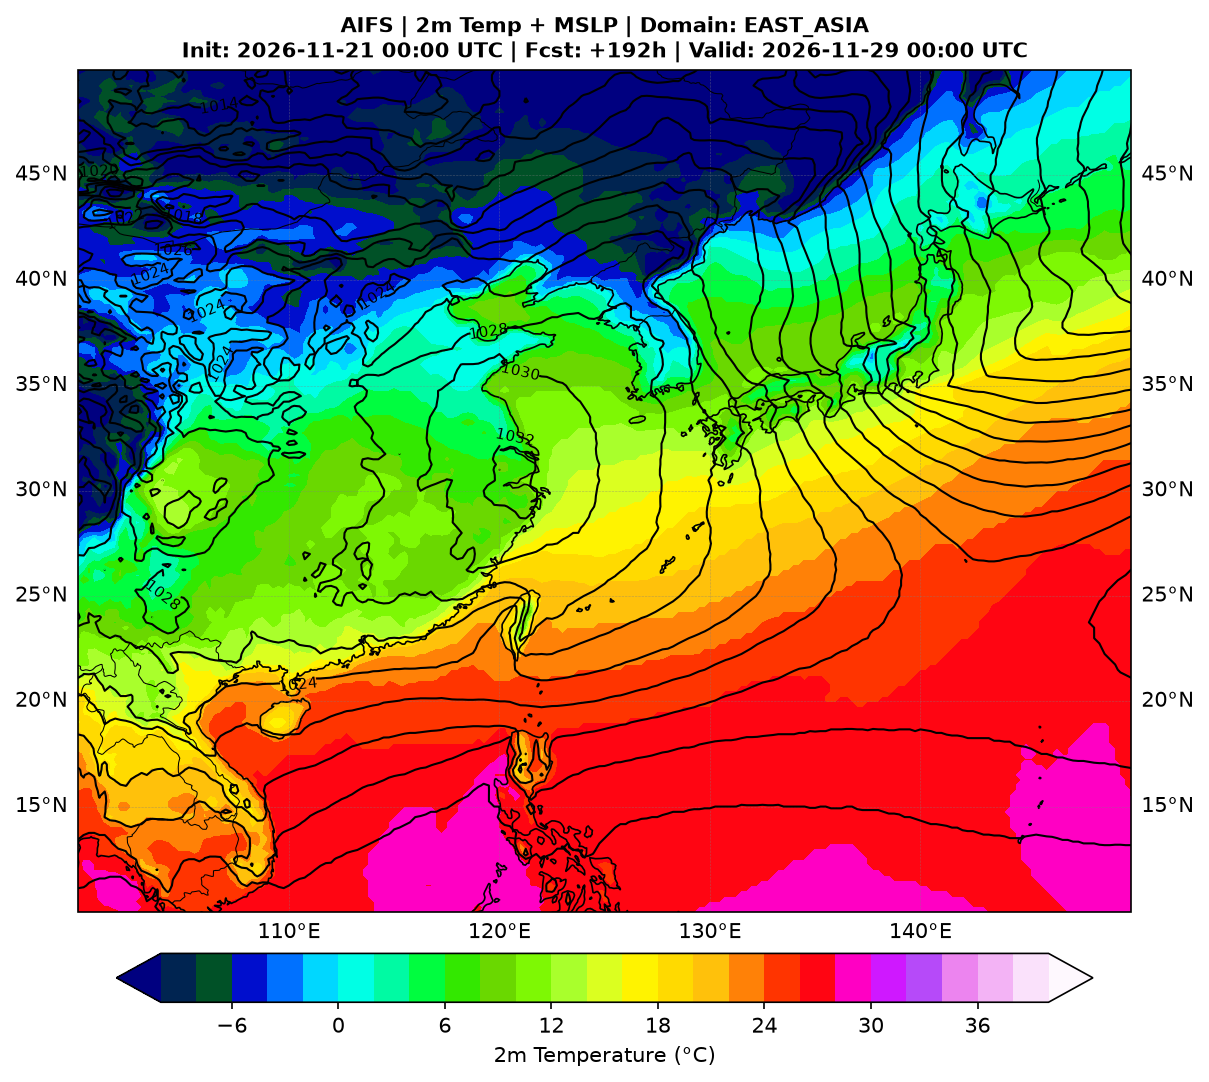 AIFS | 2m Temp + MSLP | Domain: EAST_ASIA
Init: 2026-11-21 00:00 UTC | Fcst: +192h | Valid: 2026-11-29 00:00 UTC
1014
45°N
45°N
1018
1026
40°N
1024
1024
40°N
1024
1028
1024
35°N
1030
35°N
1032
30°N
30°N
25°N
1028
25°N
1024
20°N
20°N
15°N
15°N
110°E
120°E
130°E
140°E
−6
0
6
12
18
24
30
36
2m Temperature (°C)